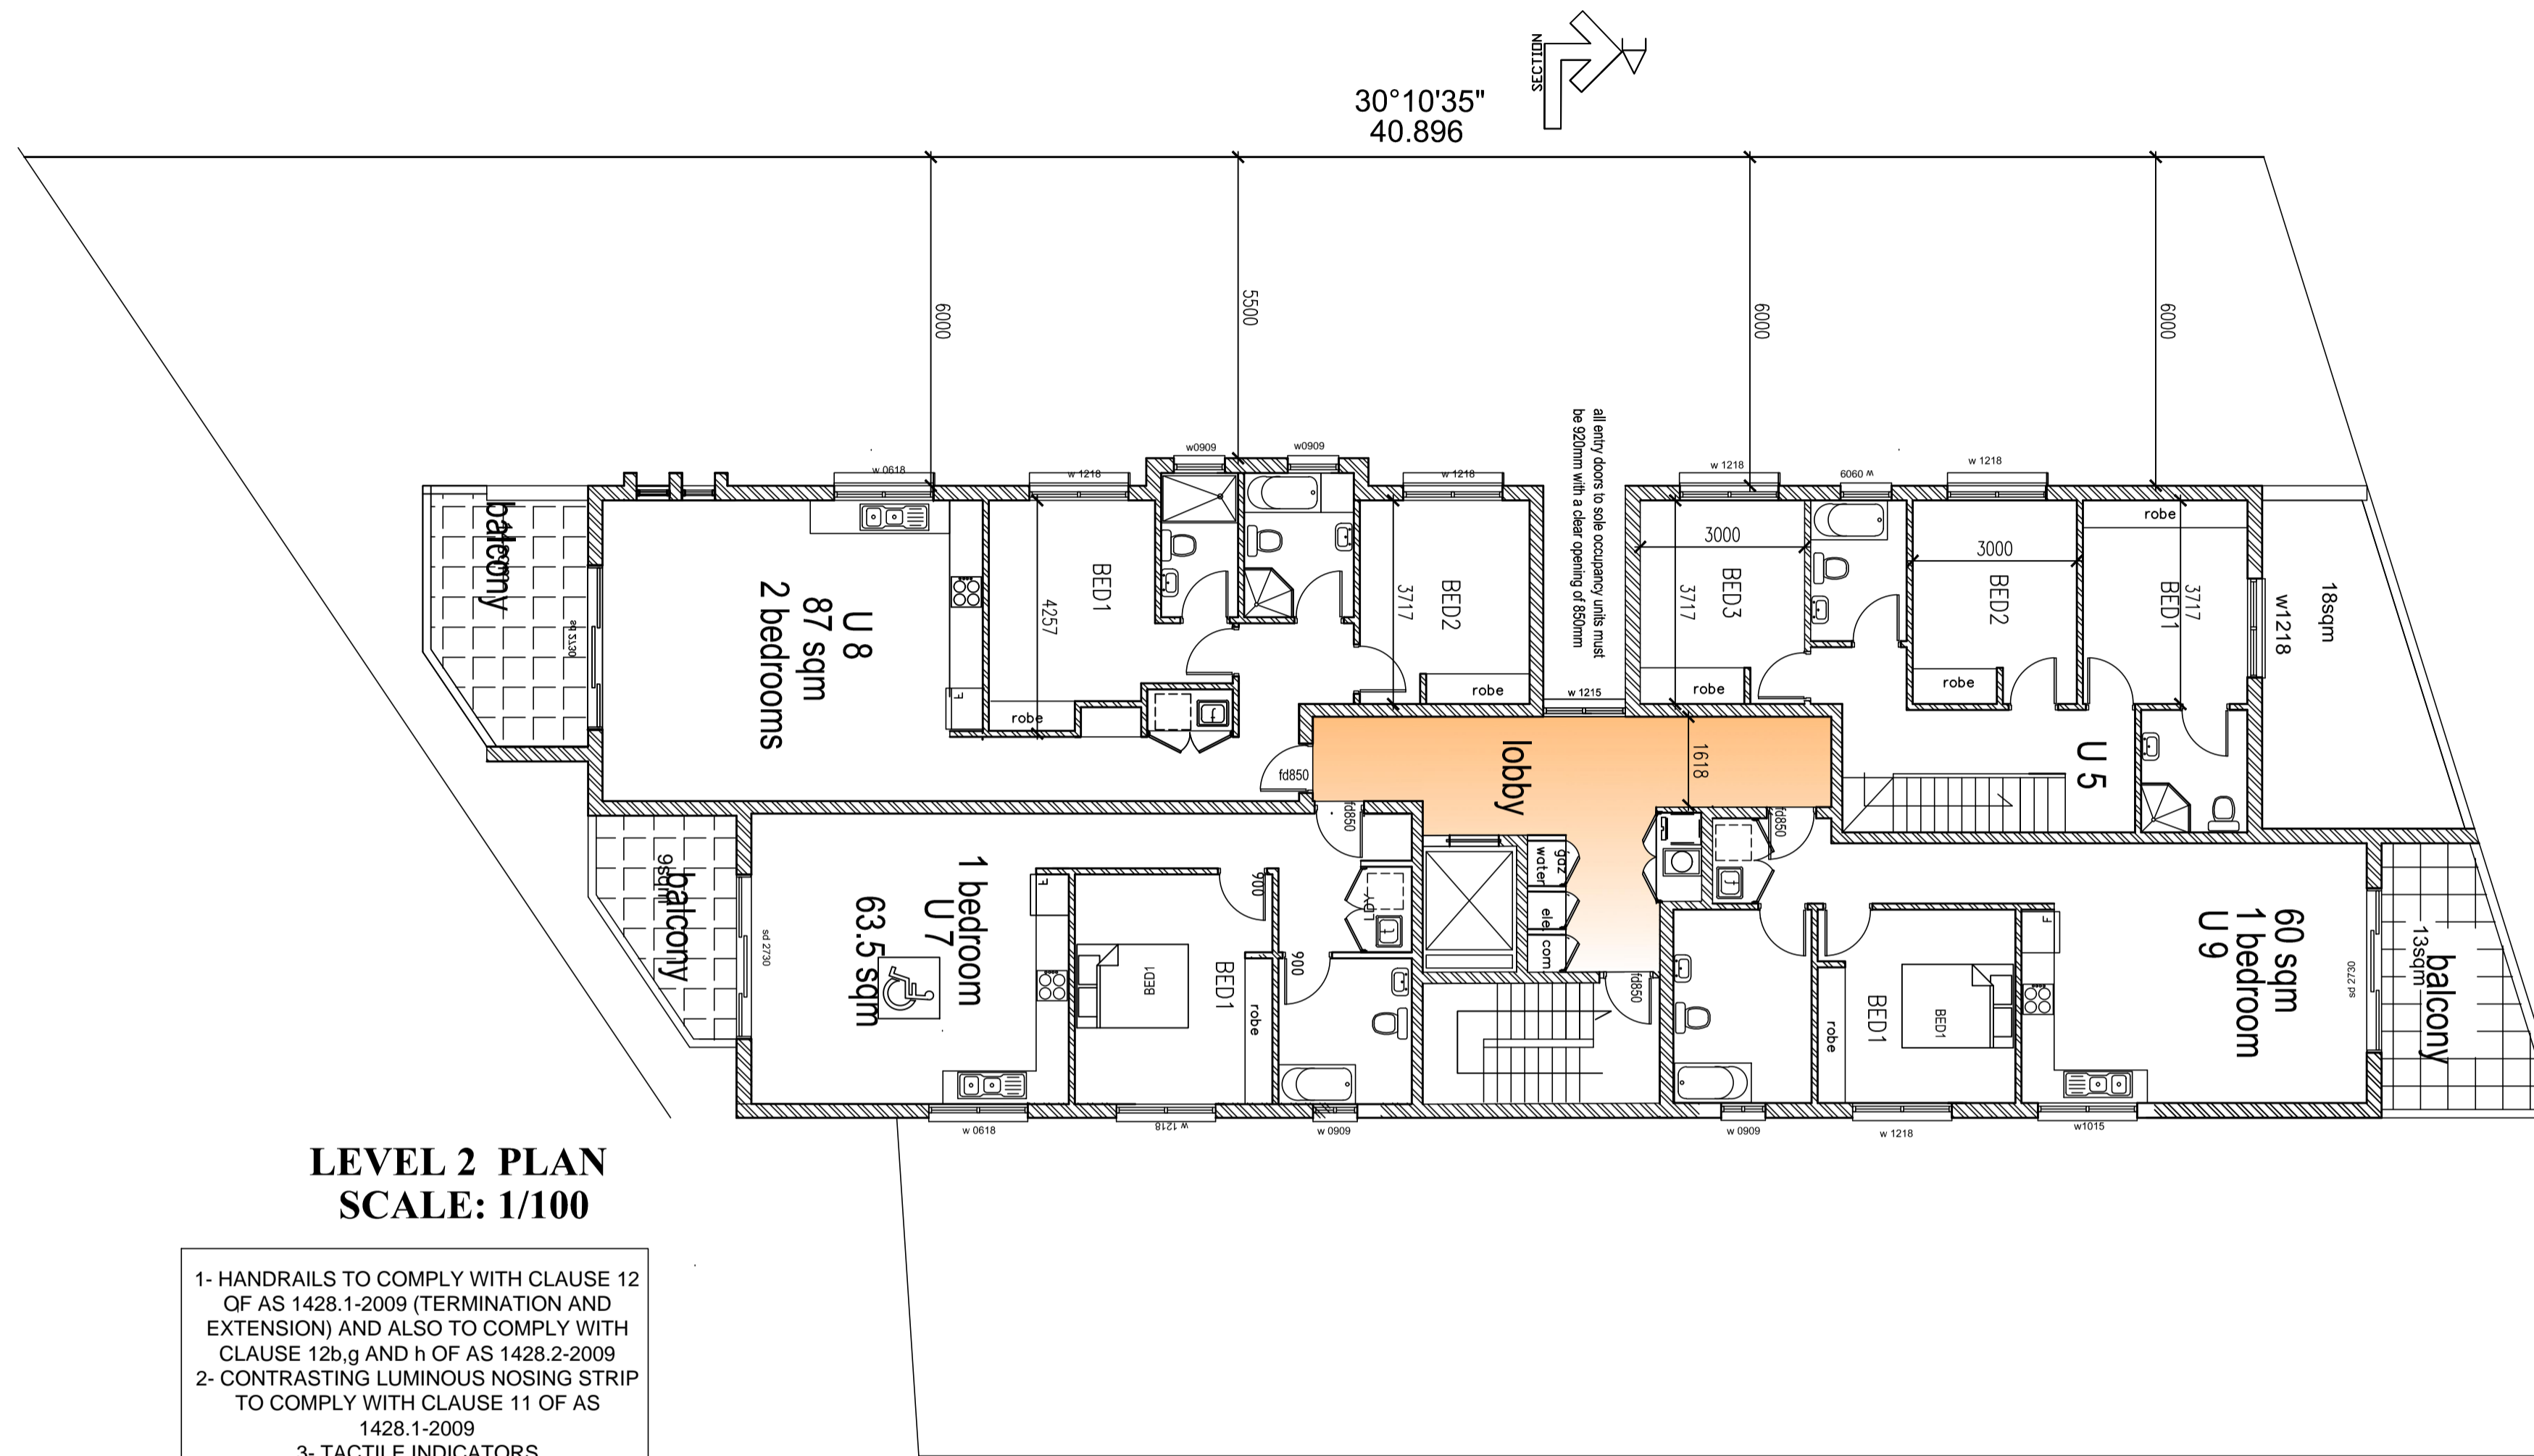 SECTION
30°10'35"
40.896
6000
5500
6000
6000
all entry doors to sole occupancy units must
be 920mm with a clear opening of 850mm
w 0618
w 1218
w0909
w0909
w 1218
w 1218
w 0909
w 1218
balcony
sd 2730
U 8
87 sqm
2 bedrooms
F
BED1
4257
robe
BED2
3717
robe
w 1215
BED3
3000
3717
robe
BED2
3000
robe
robe
BED1
3717
w1218
18sqm
U 5
lobby
1618
fd850
fd850
fd850
fd850
gaz
water
ele
com
balcony
9sqm
sd 2730
1 bedroom
U 7
63.5 sqm
F
BED1
BED1
robe
900
900
LDY
BED1
BED1
robe
F
60 sqm
1 bedroom
U 9
sd 2730
balcony
13sqm
w 0618
w 1218
w 0909
w 0909
w 1218
w1015
LEVEL 2 PLAN
SCALE: 1/100
1- HANDRAILS TO COMPLY WITH CLAUSE 12
OF AS 1428.1-2009 (TERMINATION AND
EXTENSION) AND ALSO TO COMPLY WITH
CLAUSE 12b,g AND h OF AS 1428.2-2009
2- CONTRASTING LUMINOUS NOSING STRIP
TO COMPLY WITH CLAUSE 11 OF AS
1428.1-2009
3- TACTILE INDICATORS